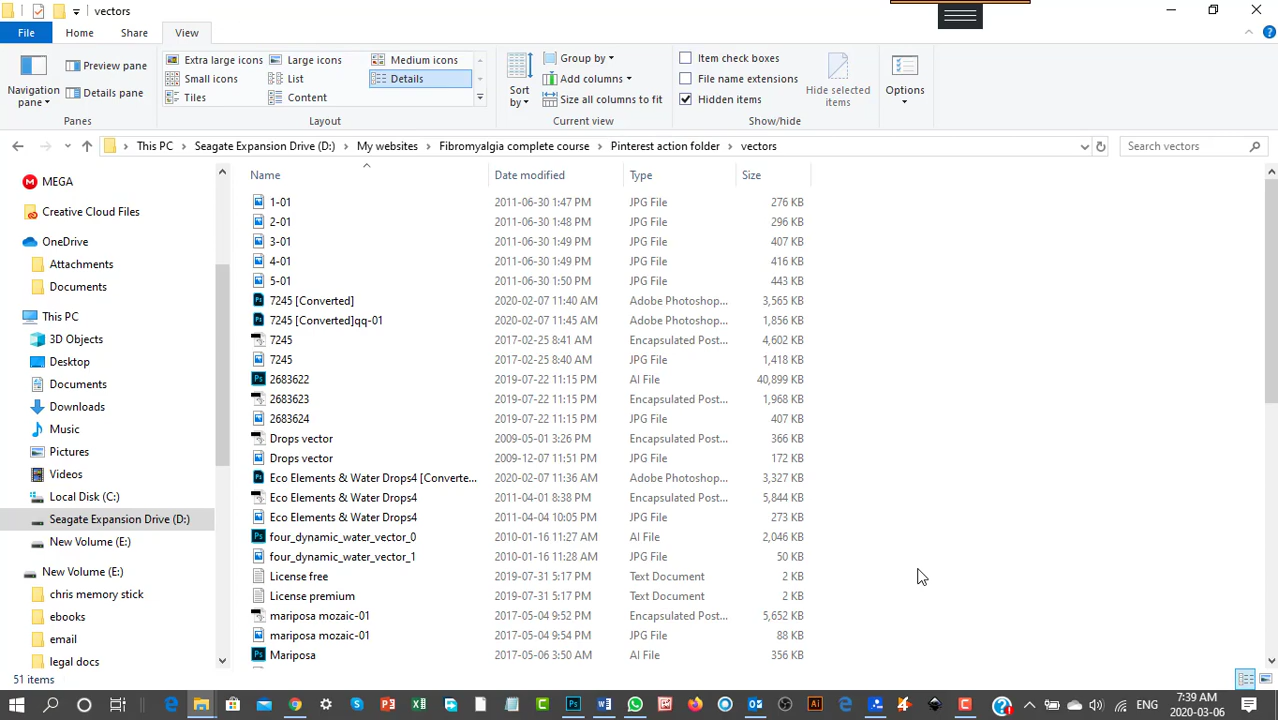 vectors
File Home Share View
Extra large icons Large icons Medium icons
Small icons List Details
Tiles Content
Navigation pane
Preview pane
Details pane
Panes
Layout
Sort by
Group by
Add columns
Size all columns to fit
Current view
Item check boxes
File name extensions
Hidden items
Hide selected items
Show/hide
Options
This PC Seagate Expansion Drive (D:) My websites Fibromyalgia complete course Pinterest action folder vectors
Search vectors
MEGA
Creative Cloud Files
OneDrive
Attachments
Documents
This PC
3D Objects
Desktop
Documents
Downloads
Music
Pictures
Videos
Local Disk (C:)
Seagate Expansion Drive (D:)
New Volume (E:)
New Volume (E:)
chris memory stick
ebooks
email
legal docs
Name Date modified Type Size
1-01 2011-06-30 1:47 PM JPG File 276 KB
2-01 2011-06-30 1:48 PM JPG File 296 KB
3-01 2011-06-30 1:49 PM JPG File 407 KB
4-01 2011-06-30 1:49 PM JPG File 416 KB
5-01 2011-06-30 1:50 PM JPG File 443 KB
7245 [Converted] 2020-02-07 11:40 AM Adobe Photoshop... 3,565 KB
7245 [Converted]qq-01 2020-02-07 11:45 AM Adobe Photoshop... 1,856 KB
7245 2017-02-25 8:41 AM Encapsulated Post... 4,602 KB
7245 2017-02-25 8:40 AM JPG File 1,418 KB
2683622 2019-07-22 11:15 PM AI File 40,899 KB
2683623 2019-07-22 11:15 PM Encapsulated Post... 1,968 KB
2683624 2019-07-22 11:15 PM JPG File 407 KB
Drops vector 2009-05-01 3:26 PM Encapsulated Post... 366 KB
Drops vector 2009-12-07 11:51 PM JPG File 172 KB
Eco Elements & Water Drops4 [Converte... 2020-02-07 11:36 AM Adobe Photoshop... 3,327 KB
Eco Elements & Water Drops4 2011-04-01 8:38 PM Encapsulated Post... 5,844 KB
Eco Elements & Water Drops4 2011-04-04 10:05 PM JPG File 273 KB
four_dynamic_water_vector_0 2010-01-16 11:27 AM AI File 2,046 KB
four_dynamic_water_vector_1 2010-01-16 11:28 AM JPG File 50 KB
License free 2019-07-31 5:17 PM Text Document 2 KB
License premium 2019-07-31 5:17 PM Text Document 2 KB
mariposa mozaic-01 2017-05-04 9:52 PM Encapsulated Post... 5,652 KB
mariposa mozaic-01 2017-05-04 9:54 PM JPG File 88 KB
Mariposa 2017-05-06 3:50 AM AI File 356 KB
51 items
7:39 AM
2020-03-06